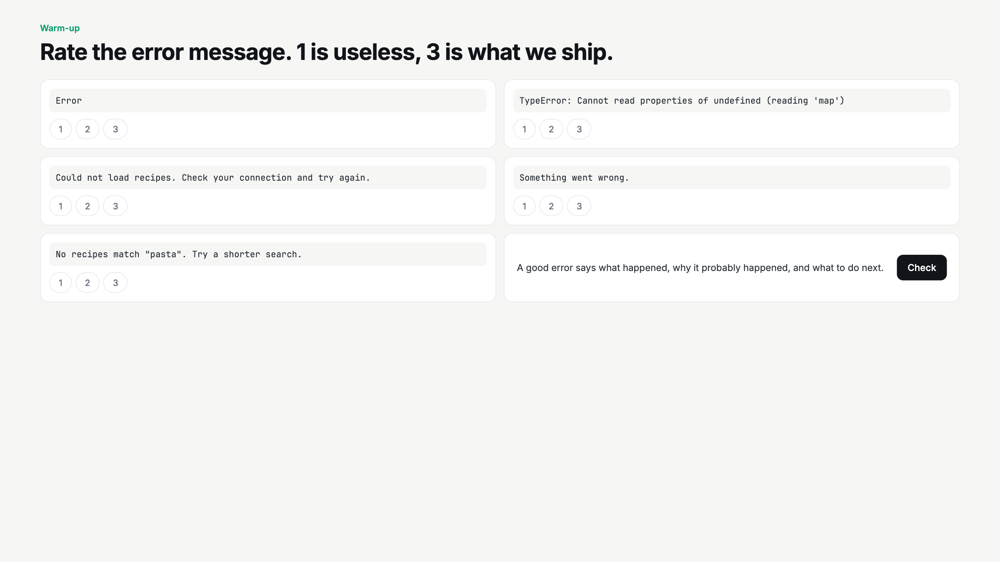 Warm-up
Rate the error message. 1 is useless, 3 is what we ship.
Error
1 2 3
TypeError: Cannot read properties of undefined (reading 'map')
1 2 3
Could not load recipes. Check your connection and try again.
1 2 3
Something went wrong.
1 2 3
No recipes match "pasta". Try a shorter search.
1 2 3
A good error says what happened, why it probably happened, and what to do next.
Check